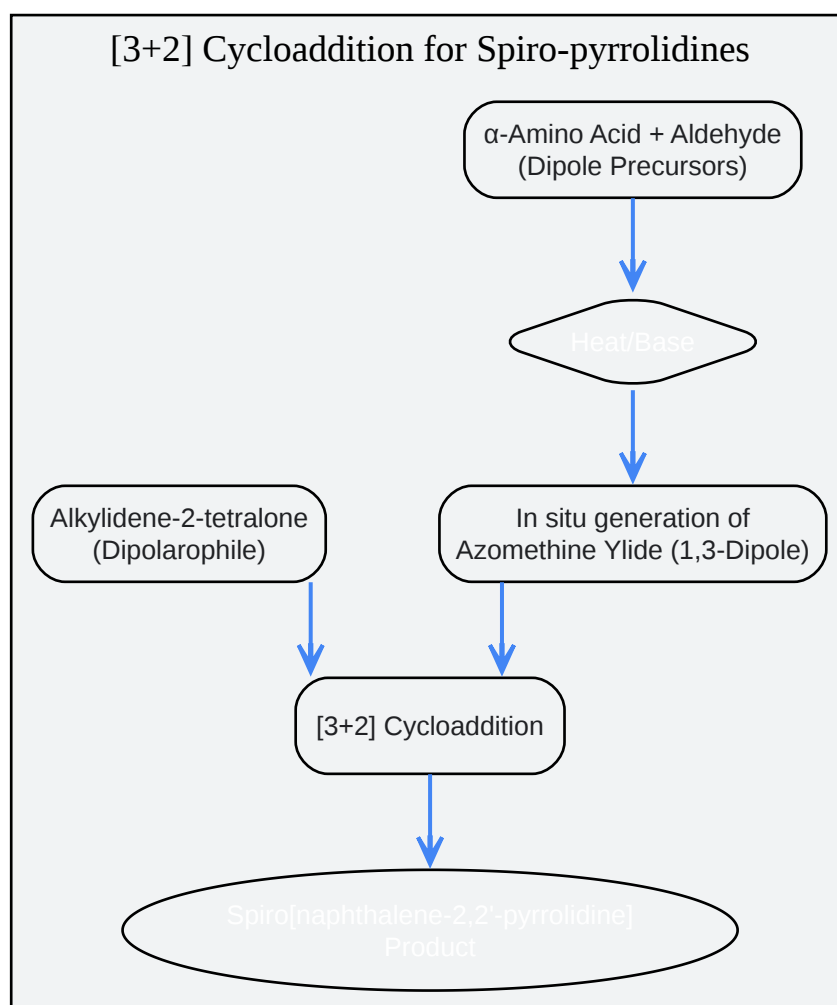 [3+2] Cycloaddition for Spiro-pyrrolidines
α-Amino Acid + Aldehyde
(Dipole Precursors)
Heat/Base
Alkylidene-2-tetralone
(Dipolarophile)
In situ generation of
Azomethine Ylide (1,3-Dipole)
[3+2] Cycloaddition
Spiro[naphthalene-2,2'-pyrrolidine]
Product